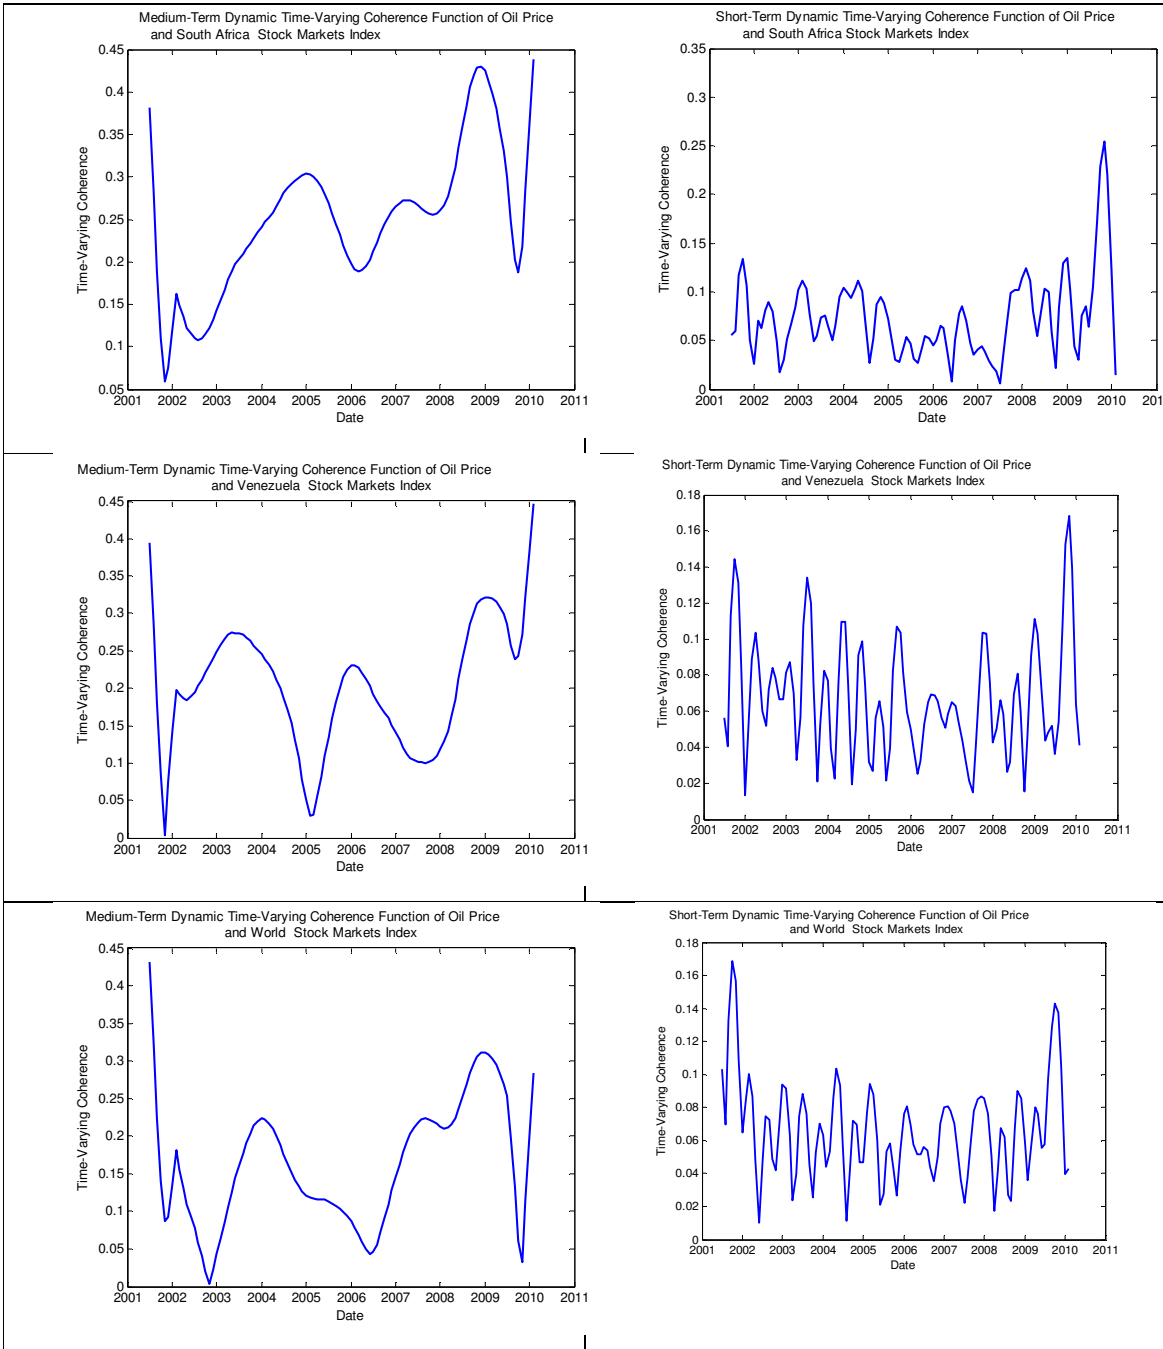 Medium-Term Dynamic Time-Varying Coherence Function of Oil Price
and South Africa Stock Markets Index
0.45
0.4
0.35
0.3
0.25
0.2
0.15
0.1
0.05
Time-Varying Coherence
2001 2002 2003 2004 2005 2006 2007 2008 2009 2010 2011
Date
Short-Term Dynamic Time-Varying Coherence Function of Oil Price
and South Africa Stock Markets Index
0.35
0.3
0.25
0.2
0.15
0.1
0.05
0
Time-Varying Coherence
2001 2002 2003 2004 2005 2006 2007 2008 2009 2010 201
Date
Medium-Term Dynamic Time-Varying Coherence Function of Oil Price
and Venezuela Stock Markets Index
0.45
0.4
0.35
0.3
0.25
0.2
0.15
0.1
0.05
0
Time-Varying Coherence
2001 2002 2003 2004 2005 2006 2007 2008 2009 2010 2011
Date
Short-Term Dynamic Time-Varying Coherence Function of Oil Price
and Venezuela Stock Markets Index
0.18
0.16
0.14
0.12
0.1
0.08
0.06
0.04
0.02
0
Time-Varying Coherence
2001 2002 2003 2004 2005 2006 2007 2008 2009 2010 2011
Date
Medium-Term Dynamic Time-Varying Coherence Function of Oil Price
and World Stock Markets Index
0.45
0.4
0.35
0.3
0.25
0.2
0.15
0.1
0.05
0
Time-Varying Coherence
2001 2002 2003 2004 2005 2006 2007 2008 2009 2010 2011
Date
Short-Term Dynamic Time-Varying Coherence Function of Oil Price
and World Stock Markets Index
0.18
0.16
0.14
0.12
0.1
0.08
0.06
0.04
0.02
0
Time-Varying Coherence
2001 2002 2003 2004 2005 2006 2007 2008 2009 2010 2011
Date